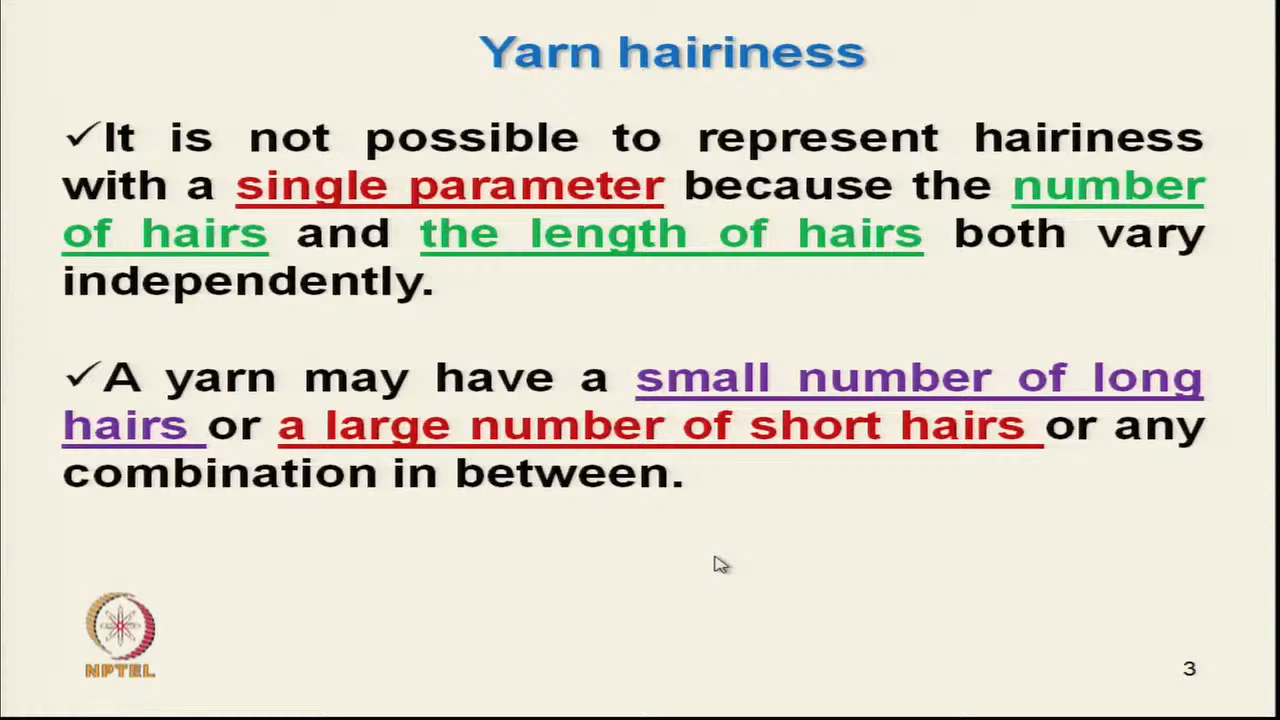 Yarn hairiness
✓It is not possible to represent hairiness
with a single parameter because the number
of hairs and the length of hairs both vary
independently.
✓A yarn may have a small number of long
hairs or a large number of short hairs or any
combination in between.
NPTEL
3